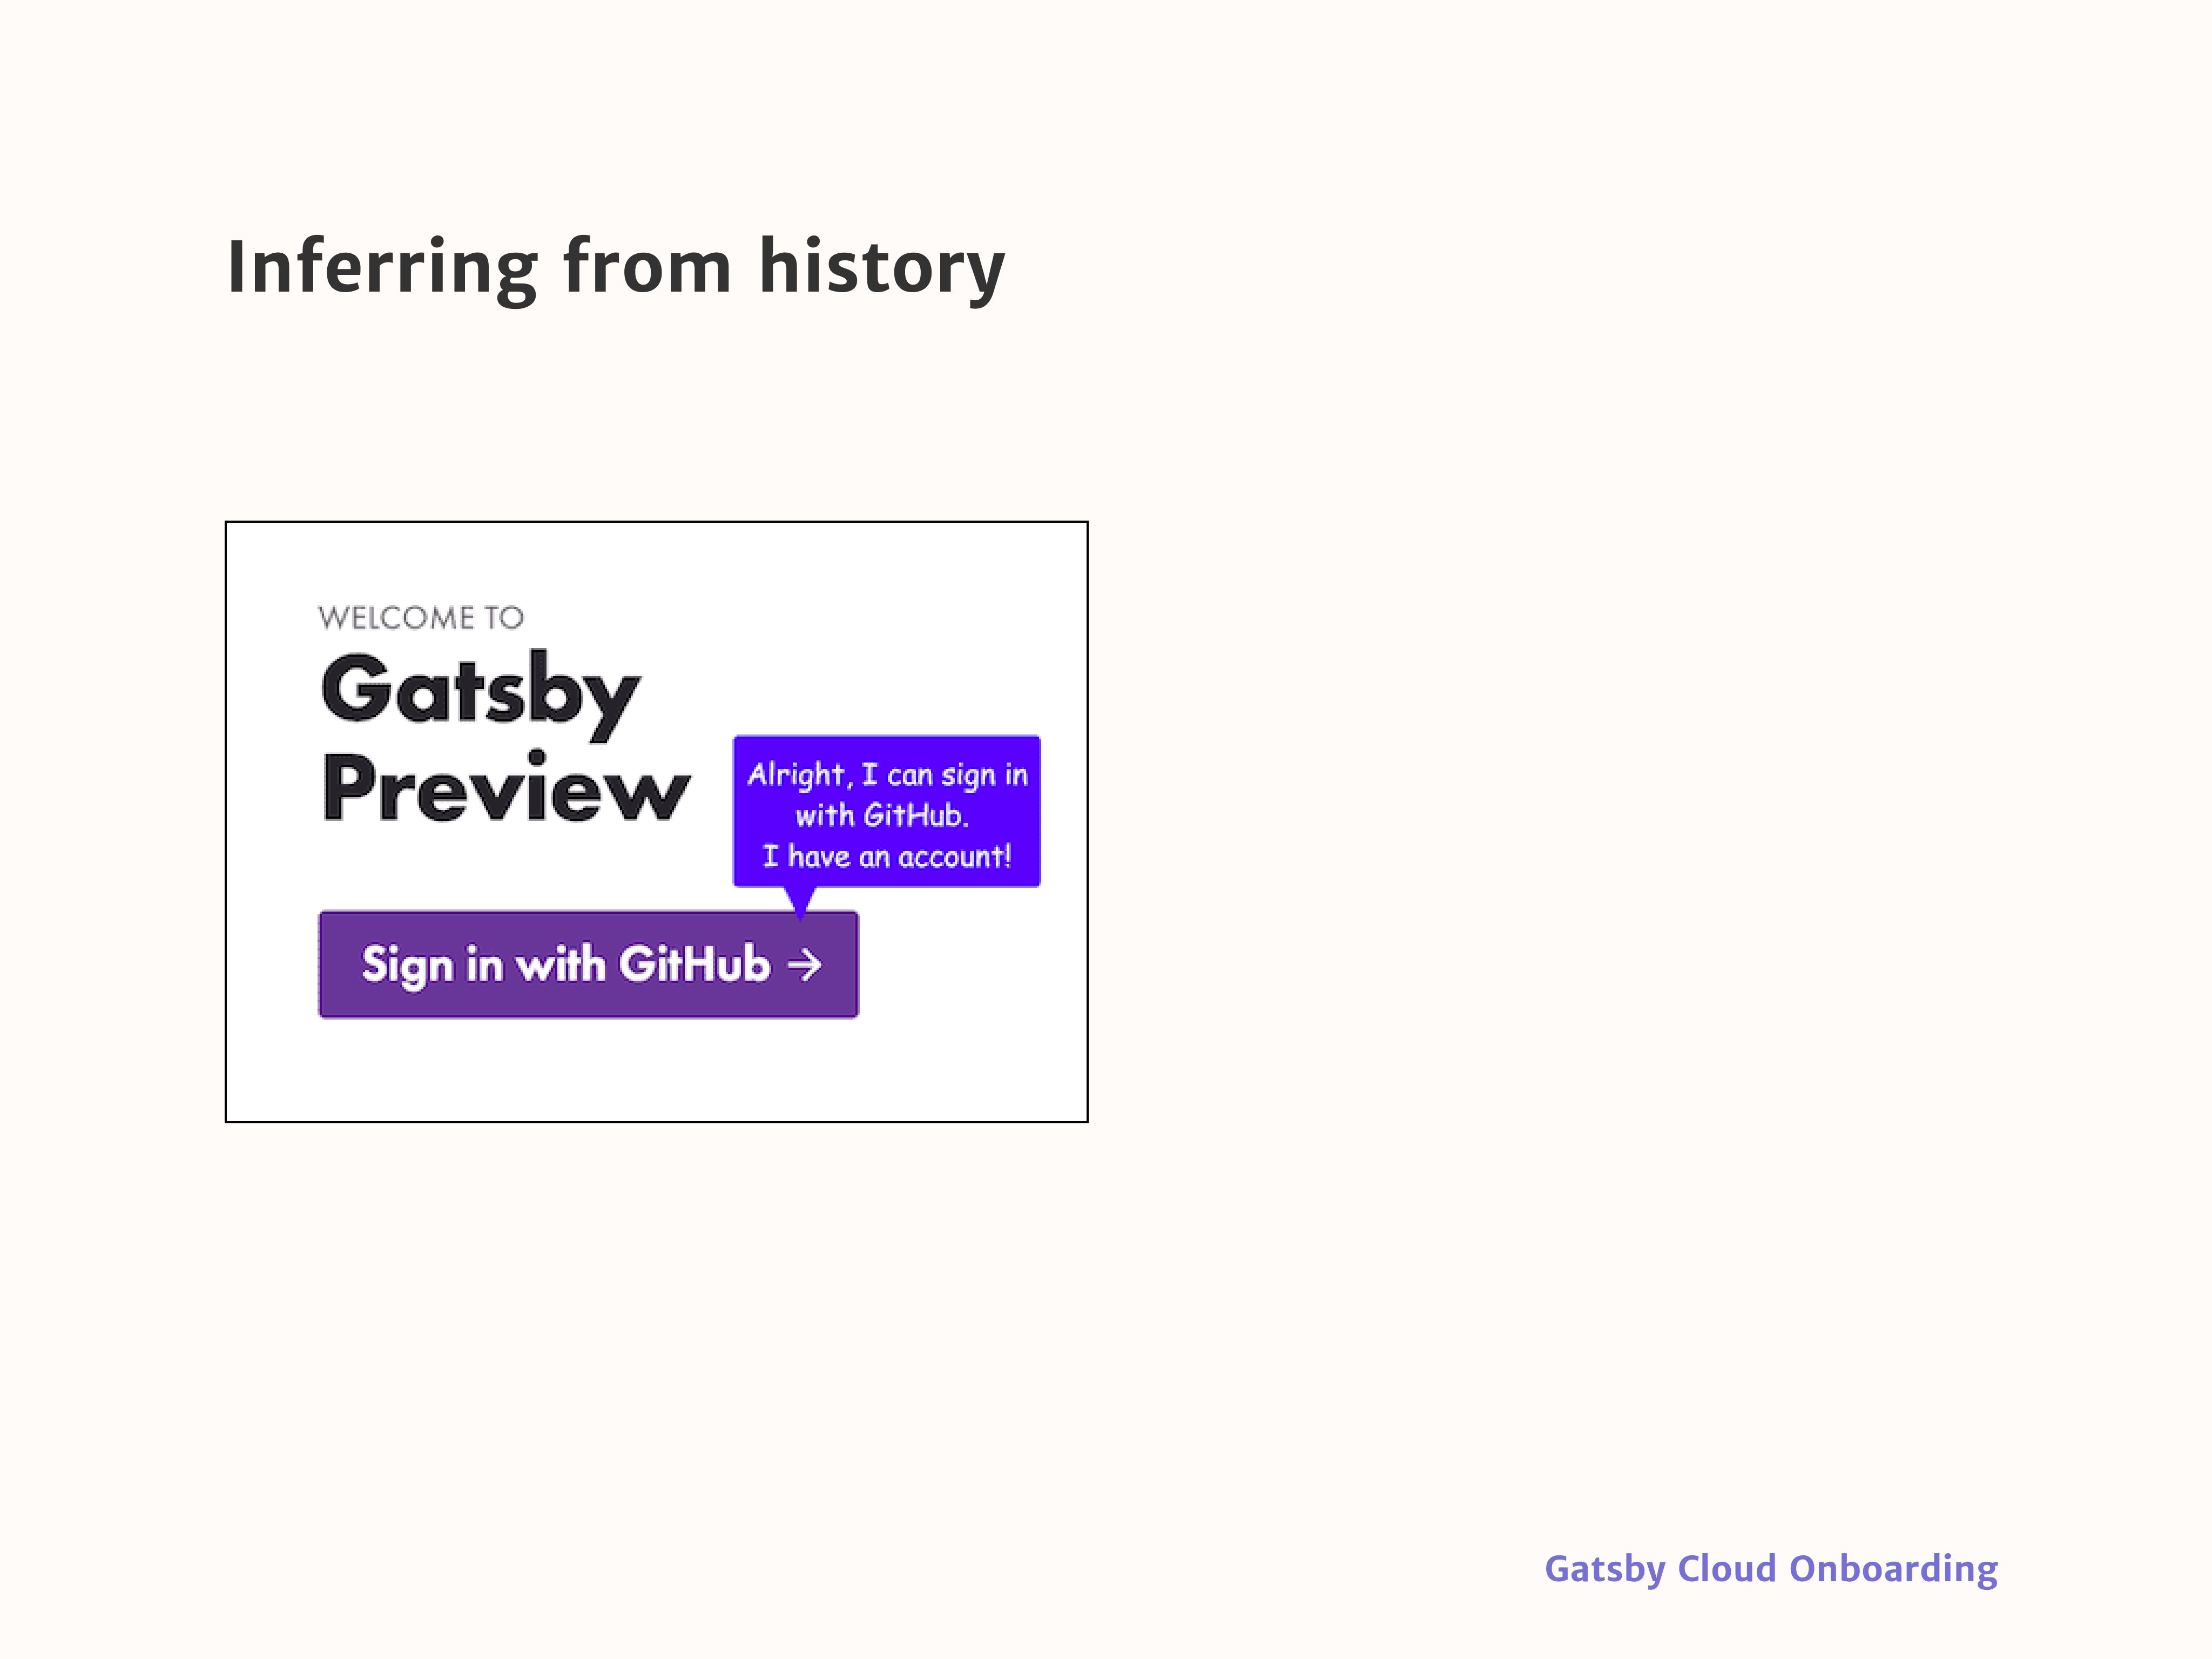 Inferring from history
WELCOME TO
Gatsby
Preview
Alright, I can sign in
with GitHub.
I have an account!
Sign in with GitHub →
Gatsby Cloud Onboarding